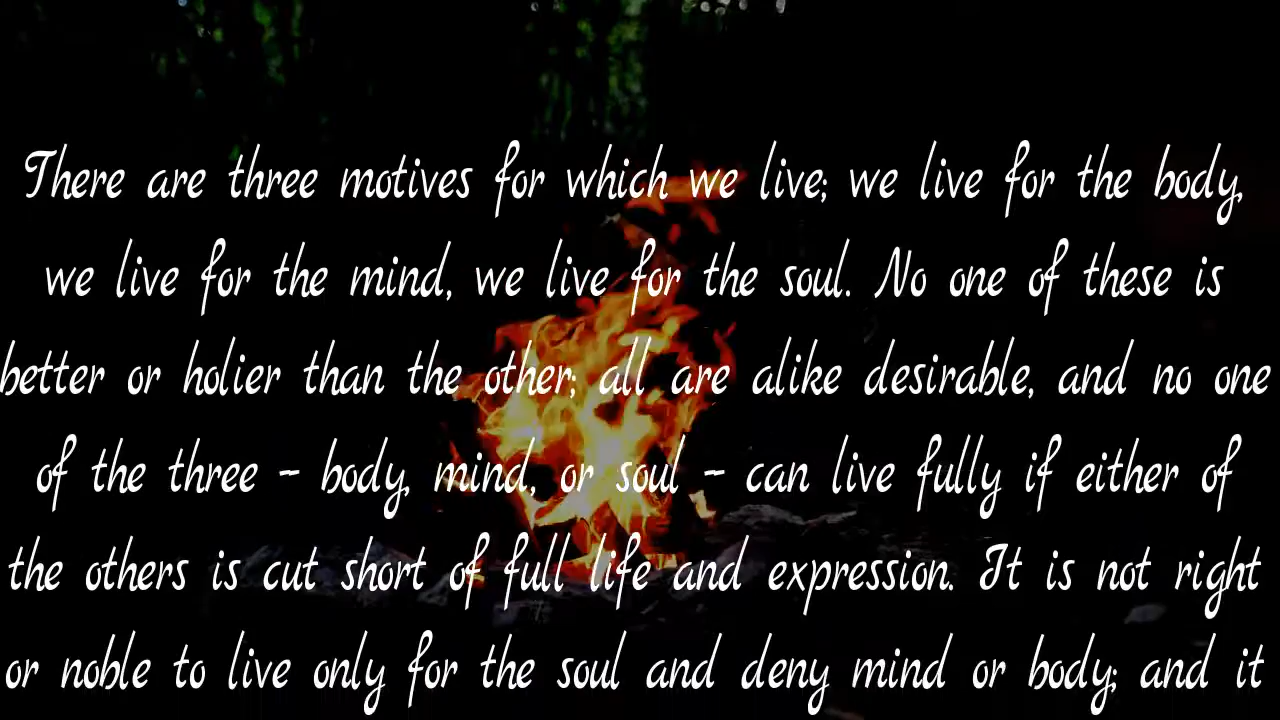 There are three motives for which we live; we live for the body,
we live for the mind, we live for the soul. No one of these is
better or holier than the other; all are alike desirable, and no one
of the three - body, mind, or soul - can live fully if either of
the others is cut short of full life and expression. It is not right
or noble to live only for the soul and deny mind or body; and it